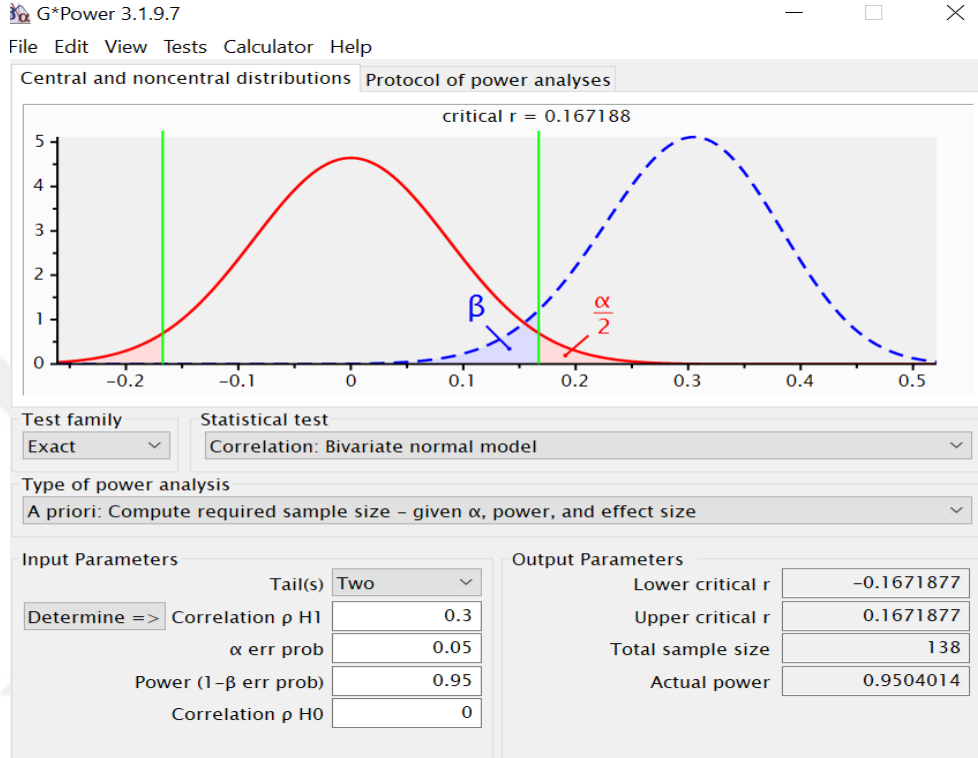 G*Power 3.1.9.7
File Edit View Tests Calculator Help
Central and noncentral distributions Protocol of power analyses
critical r = 0.167188
5
4
3
2
1
0
β
α
2
−0.2 −0.1 0 0.1 0.2 0.3 0.4 0.5
Test family Statistical test
Exact Correlation: Bivariate normal model
Type of power analysis
A priori: Compute required sample size – given α, power, and effect size
Input Parameters Output Parameters
Tail(s) Two Lower critical r −0.1671877
Determine => Correlation ρ H1 0.3 Upper critical r 0.1671877
α err prob 0.05 Total sample size 138
Power (1−β err prob) 0.95 Actual power 0.9504014
Correlation ρ H0 0